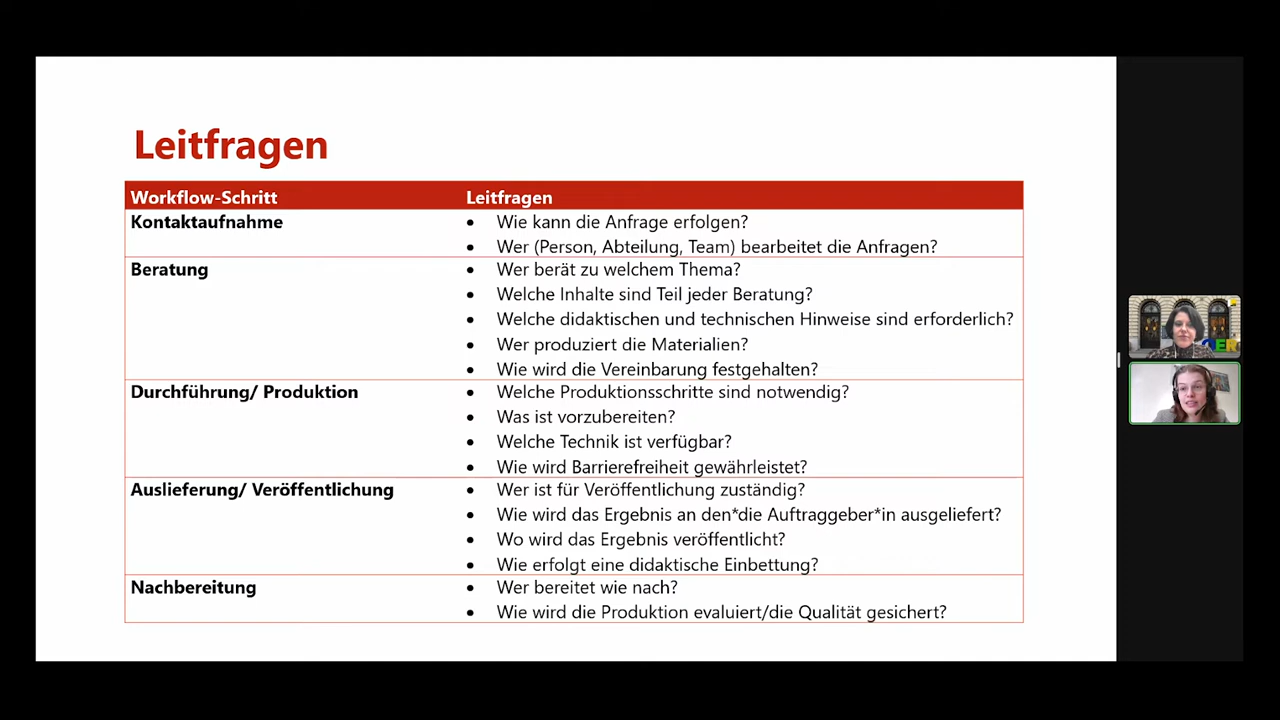 Leitfragen
Workflow-Schritt Leitfragen
Kontaktaufnahme
• Wie kann die Anfrage erfolgen?
• Wer (Person, Abteilung, Team) bearbeitet die Anfragen?
Beratung
• Wer berät zu welchem Thema?
• Welche Inhalte sind Teil jeder Beratung?
• Welche didaktischen und technischen Hinweise sind erforderlich?
• Wer produziert die Materialien?
• Wie wird die Vereinbarung festgehalten?
Durchführung/ Produktion
• Welche Produktionsschritte sind notwendig?
• Was ist vorzubereiten?
• Welche Technik ist verfügbar?
• Wie wird Barrierefreiheit gewährleistet?
Auslieferung/ Veröffentlichung
• Wer ist für Veröffentlichung zuständig?
• Wie wird das Ergebnis an den*die Auftraggeber*in ausgeliefert?
• Wo wird das Ergebnis veröffentlicht?
• Wie erfolgt eine didaktische Einbettung?
Nachbereitung
• Wer bereitet wie nach?
• Wie wird die Produktion evaluiert/die Qualität gesichert?